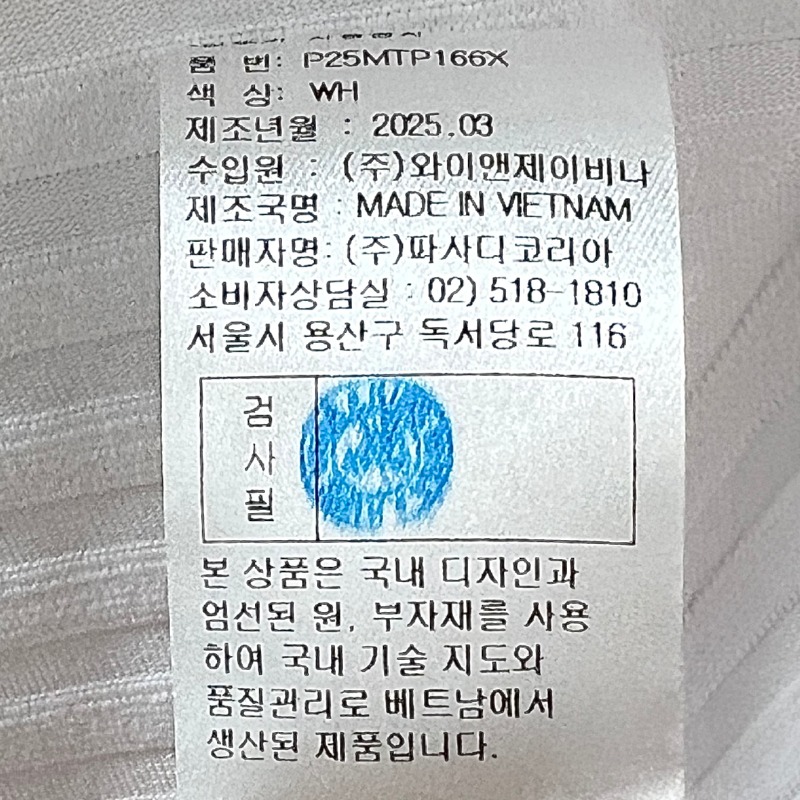 품 번: P25MTP166X
색 상: WH
제조년월 : 2025.03
수입원 : (주)와이앤제이비나
제조국명 : MADE IN VIETNAM
판매자명: (주)파사디코리아
소비자상담실 : 02) 518-1810
서울시 용산구 독서당로 116
검사필
본 상품은 국내 디자인과
엄선된 원, 부자재를 사용
하여 국내 기술 지도와
품질관리로 베트남에서
생산된 제품입니다.